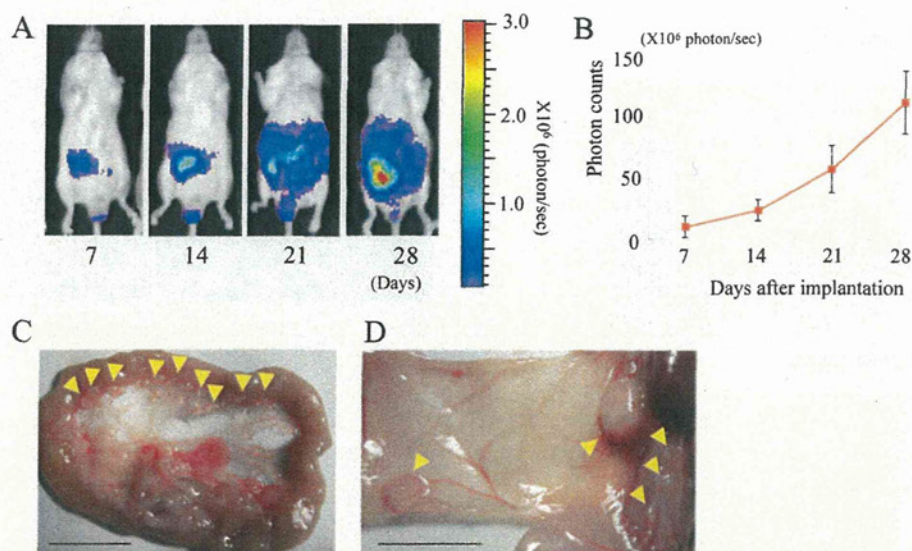 A
7
14
21
28
(Days)
3.0
2.0
1.0
X10⁶ (photon/sec)
B
(X10⁶ photon/sec)
Photon counts
150
100
50
0
7
14
21
28
Days after implantation
C
D